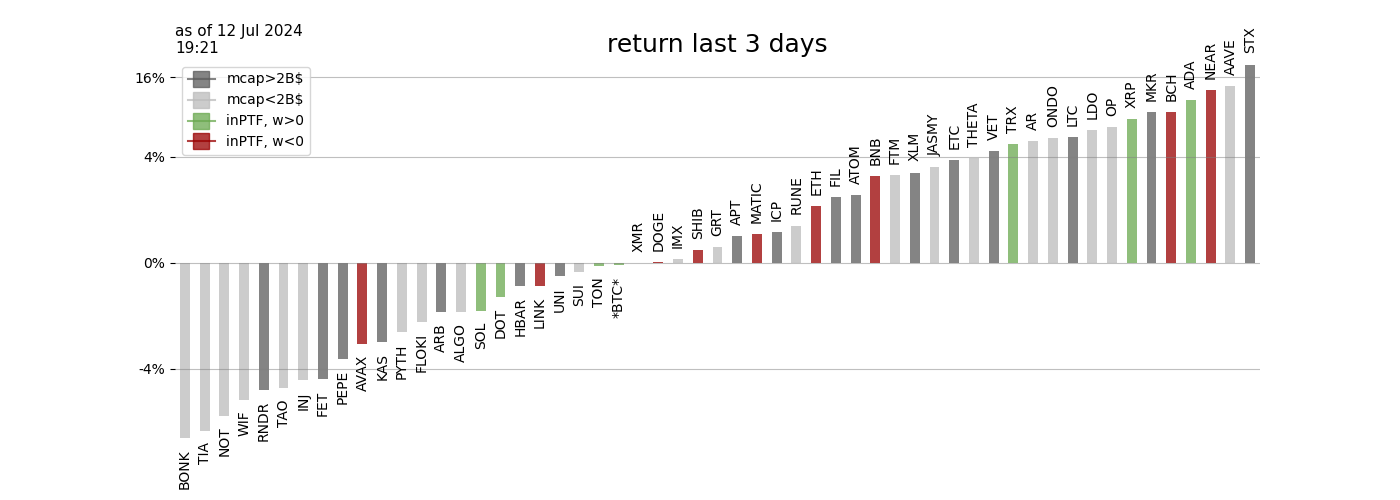 as of 12 Jul 2024
19:21
return last 3 days
mcap>2B$
mcap<2B$
inPTF, w>0
inPTF, w<0
16%
4%
0%
-4%
BONK
TIA
NOT
WIF
RNDR
TAO
INJ
FET
PEPE
AVAX
KAS
PYTH
FLOKI
ARB
ALGO
SOL
DOT
HBAR
LINK
UNI
SUI
TON
*BTC*
XMR
DOGE
IMX
SHIB
GRT
APT
MATIC
ICP
RUNE
ETH
FIL
ATOM
BNB
FTM
XLM
JASMY
ETC
THETA
VET
TRX
AR
ONDO
LTC
LDO
OP
XRP
MKR
BCH
ADA
NEAR
AAVE
STX